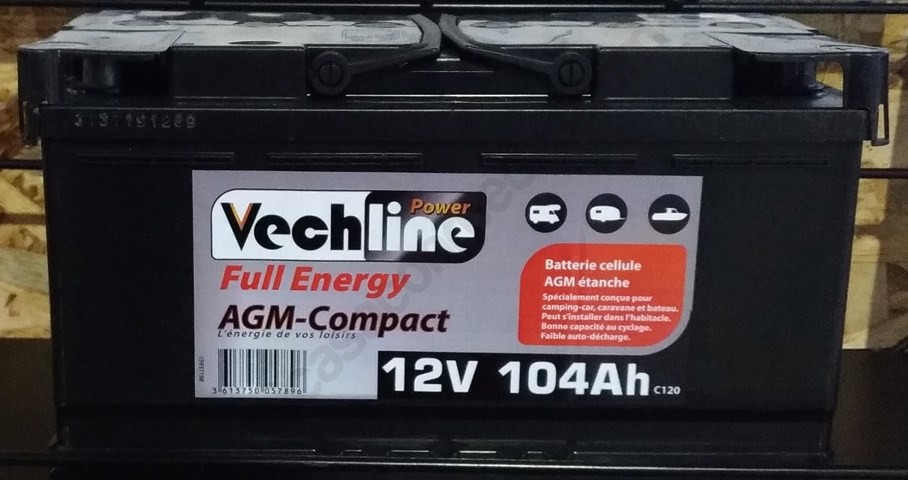 Power
Vechline
Full Energy
AGM-Compact
L'énergie de vos loisirs
Batterie cellule
AGM étanche
Spécialement conçue pour
camping-car, caravane et bateau.
Peut s'installer dans l'habitacle.
Bonne capacité au cyclage.
Faible auto-décharge.
3 613750 057896
12V 104Ah C120